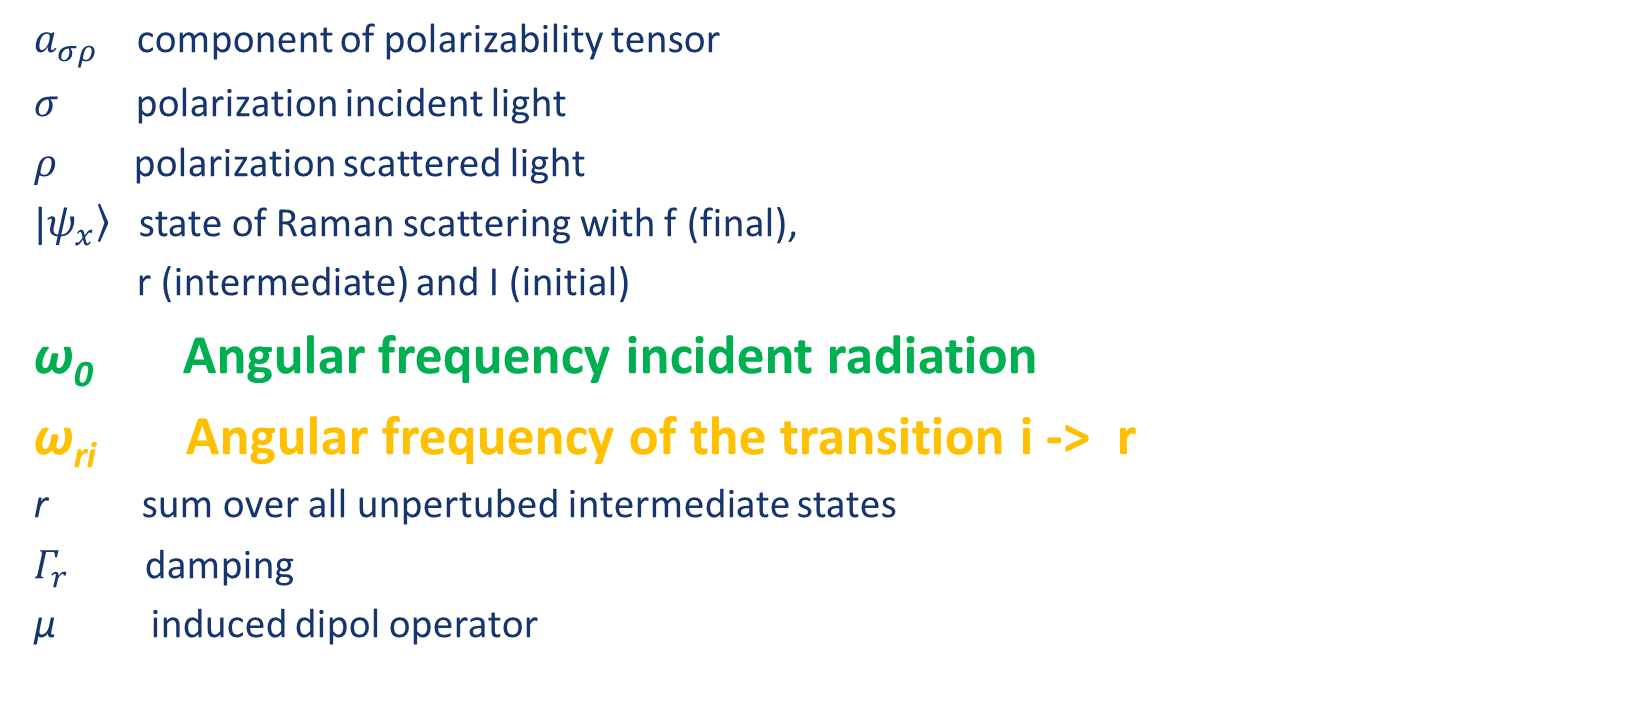 a_σρ component of polarizability tensor
σ polarization incident light
ρ polarization scattered light
|ψ_x⟩ state of Raman scattering with f (final),
r (intermediate) and I (initial)
ω_0 Angular frequency incident radiation
ω_ri Angular frequency of the transition i -> r
r sum over all unpertubed intermediate states
Γ_r damping
μ induced dipol operator